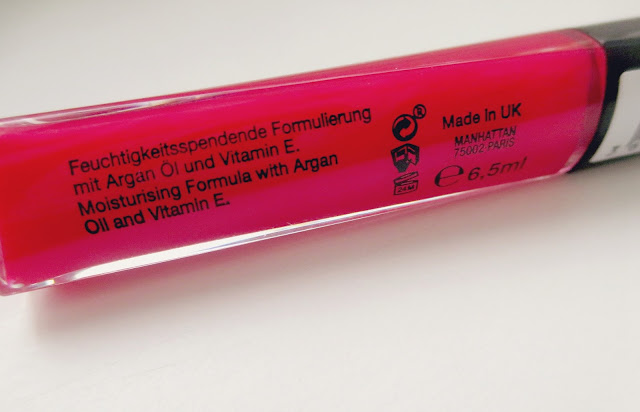 Feuchtigkeitsspendende Formulierung
mit Argan Öl und Vitamin E.
Moisturising Formula with Argan
Oil and Vitamin E.
®
Made In UK
MANHATTAN
75002 PARIS
e 6,5ml